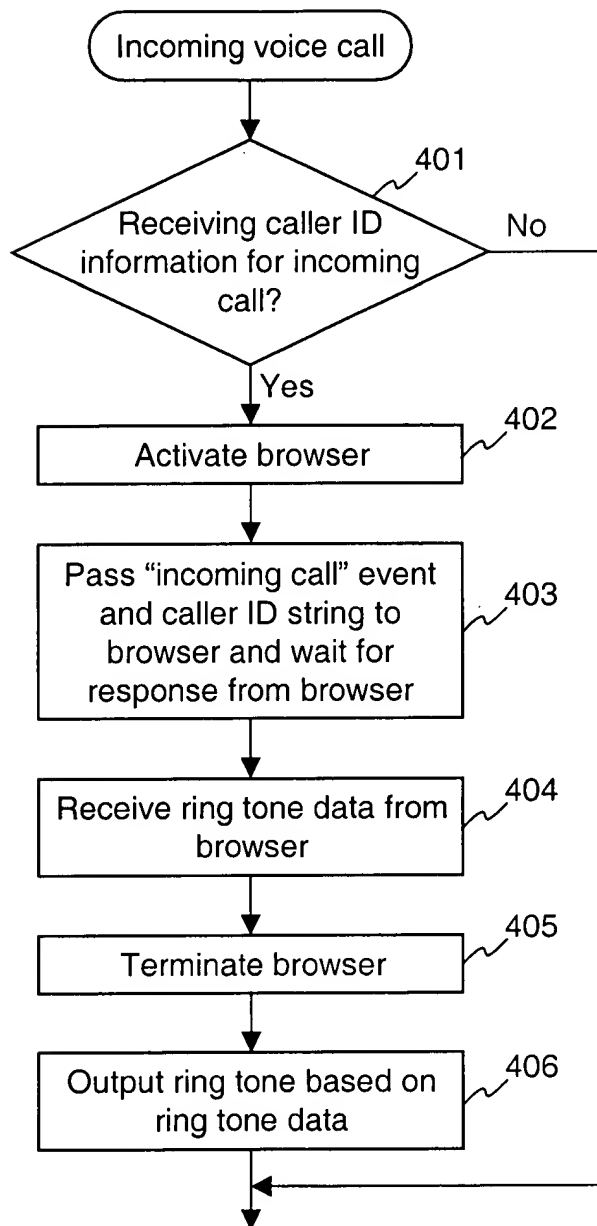 Incoming voice call
401
Receiving caller ID
information for incoming
call?
No
Yes
402
Activate browser
Pass “incoming call” event
and caller ID string to
browser and wait for
response from browser
403
Receive ring tone data from
browser
404
405
Terminate browser
Output ring tone based on
ring tone data
406